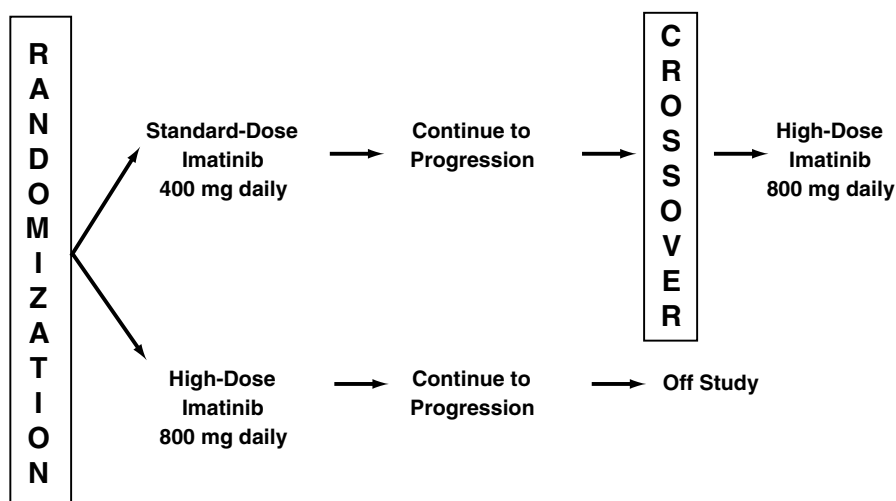 RANDOMIZATION
Standard-Dose
Imatinib
400 mg daily
Continue to
Progression
CROSSOVER
High-Dose
Imatinib
800 mg daily
High-Dose
Imatinib
800 mg daily
Continue to
Progression
Off Study